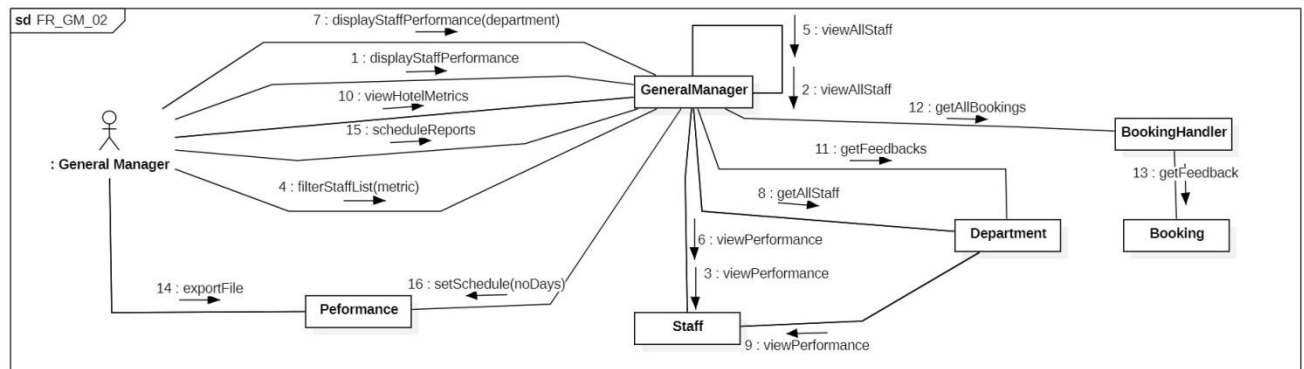 sd FR_GM_02
7 : displayStaffPerformance(department)
5 : viewAllStaff
1 : displayStaffPerformance
GeneralManager
2 : viewAllStaff
10 : viewHotelMetrics
12 : getAllBookings
BookingHandler
15 : scheduleReports
: General Manager
11 : getFeedbacks
13 : getFeedback
4 : filterStaffList(metric)
8 : getAllStaff
6 : viewPerformance
Department
Booking
3 : viewPerformance
14 : exportFile
16 : setSchedule(noDays)
Peformance
Staff
9 : viewPerformance